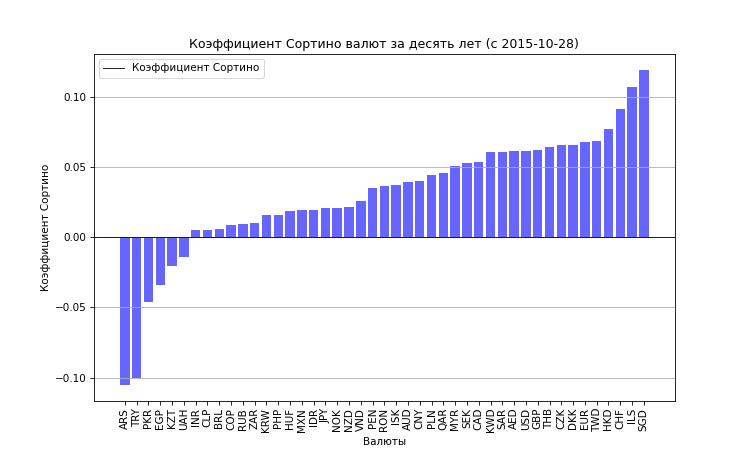 Коэффициент Сортино валют за десять лет (с 2015-10-28)
Коэффициент Сортино
0.10
0.05
0.00
−0.05
−0.10
Коэффициент Сортино
ARS TRY PKR EGP KZT UAH INR CLP BRL COP RUB ZAR KRW PHP HUF MXN IDR JPY NOK NZD VND PEN RON ISK AUD CNY PLN QAR MYR SEK CAD KWD SAR AED USD GBP THB CZK DKK EUR TWD HKD CHF ILS SGD
Валюты